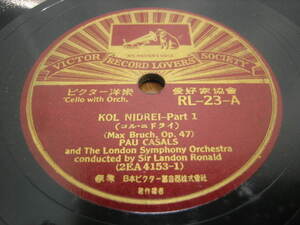 VICTOR RECORD LOVERS' SOCIETY
ビクター洋楽 愛好家協會
'Cello with Orch. RL-23-A
KOL NIDREI-Part 1
(コル・ニドライ)
(Max Bruch, Op. 47)
PAU CASALS
and The London Symphony Orchestra
conducted by Sir Landon Ronald
(2EA 4153-1)
日本ビクター蓄音器株式會社